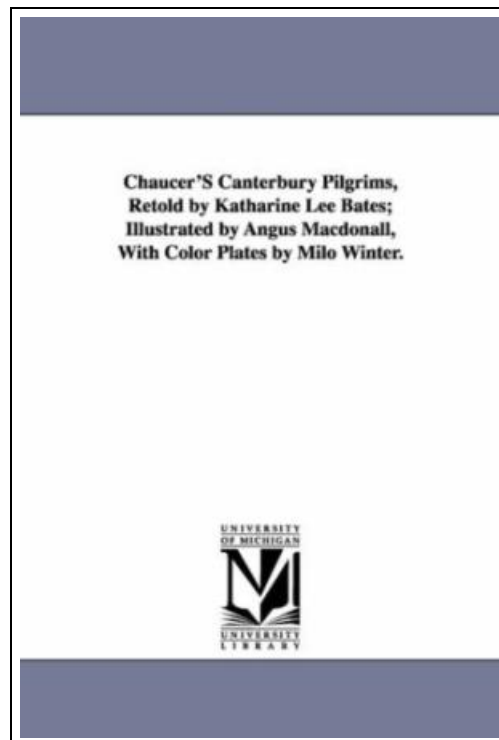 Chaucer'S Canterbury Pilgrims,
Retold by Katharine Lee Bates;
Illustrated by Angus Macdonall,
With Color Plates by Milo Winter.
UNIVERSITY
OF MICHIGAN
UNIVERSITY
LIBRARY